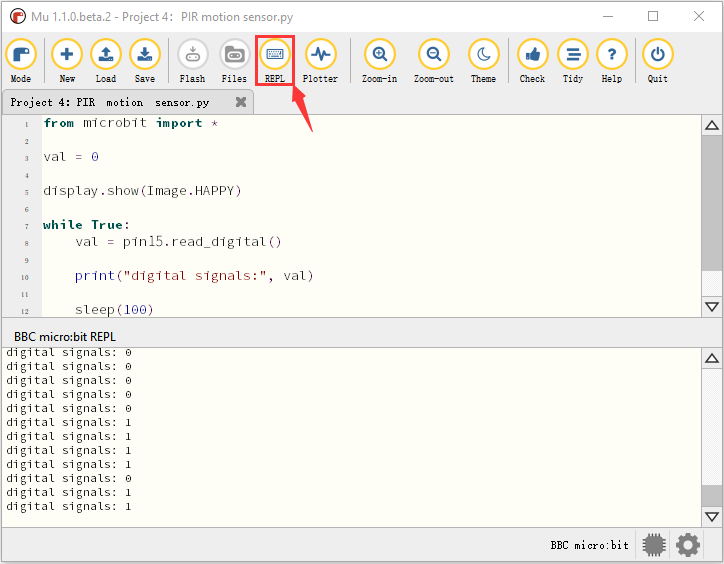 Mu 1.1.0.beta.2 - Project 4: PIR motion sensor.py
Mode New Load Save Flash Files REPL Plotter Zoom-in Zoom-out Theme Check Tidy Help Quit
Project 4: PIR motion sensor.py
1 from microbit import *
2
3 val = 0
4
5 display.show(Image.HAPPY)
6
7 while True:
8 val = pin15.read_digital()
9
10 print("digital signals:", val)
11
12 sleep(100)
BBC micro:bit REPL
digital signals: 0
digital signals: 0
digital signals: 0
digital signals: 0
digital signals: 0
digital signals: 1
digital signals: 1
digital signals: 1
digital signals: 1
digital signals: 0
digital signals: 1
digital signals: 1
BBC micro:bit